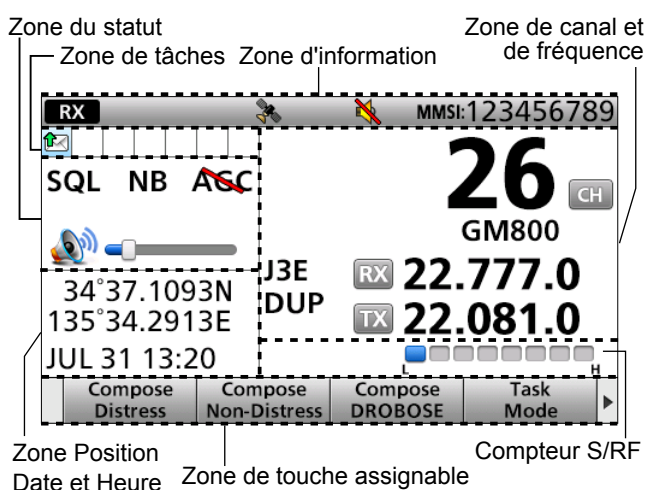 Zone du statut
Zone de tâches
Zone d'information
Zone de canal et
de fréquence
RX
MMSI:123456789
SQL NB AGC
26 CH
GM800
J3E RX 22.777.0
DUP TX 22.081.0
34°37.1093N
135°34.2913E
JUL 31 13:20
L H
Compose
Distress
Compose
Non-Distress
Compose
DROBOSE
Task
Mode
Zone Position
Date et Heure
Zone de touche assignable
Compteur S/RF